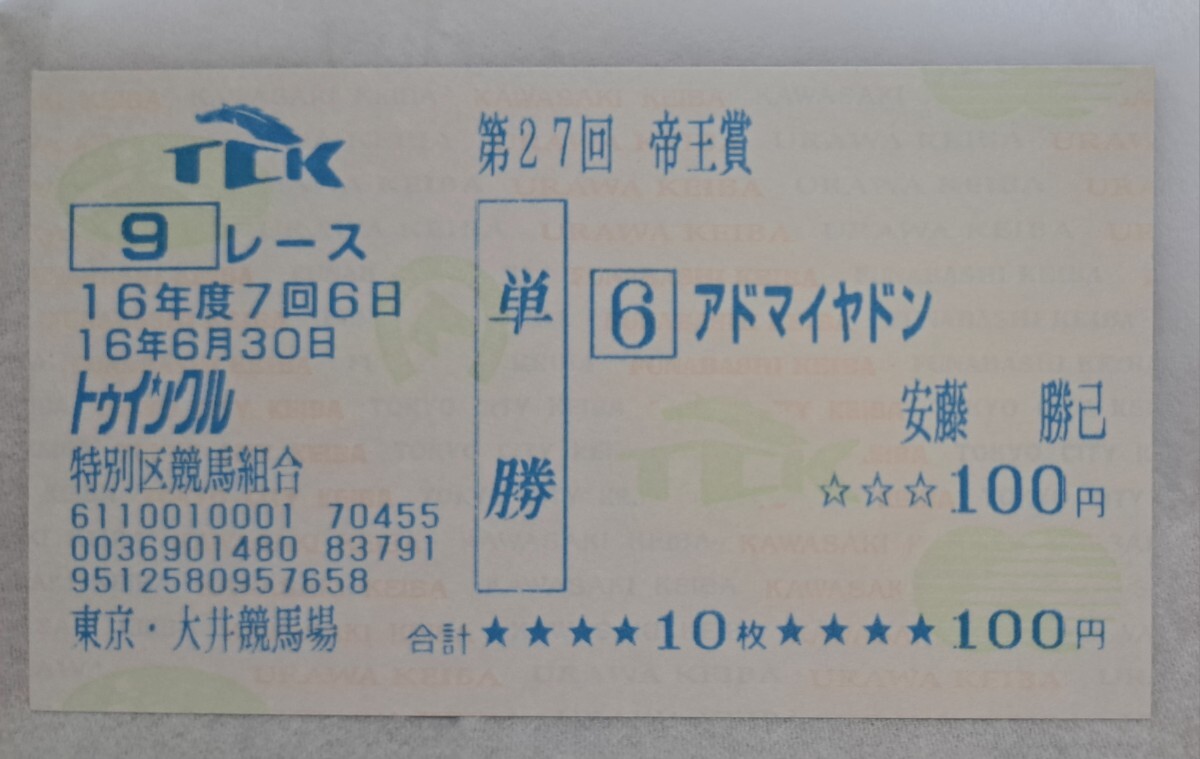 TCK
第27回 帝王賞
9レース
16年度7回6日
16年6月30日
トゥインクル
特別区競馬組合
6110010001 70455
0036901480 83791
9512580957658
東京・大井競馬場
単勝
6 アドマイヤドン
安藤 勝己
☆☆☆100円
合計★★★★10枚★★★★100円